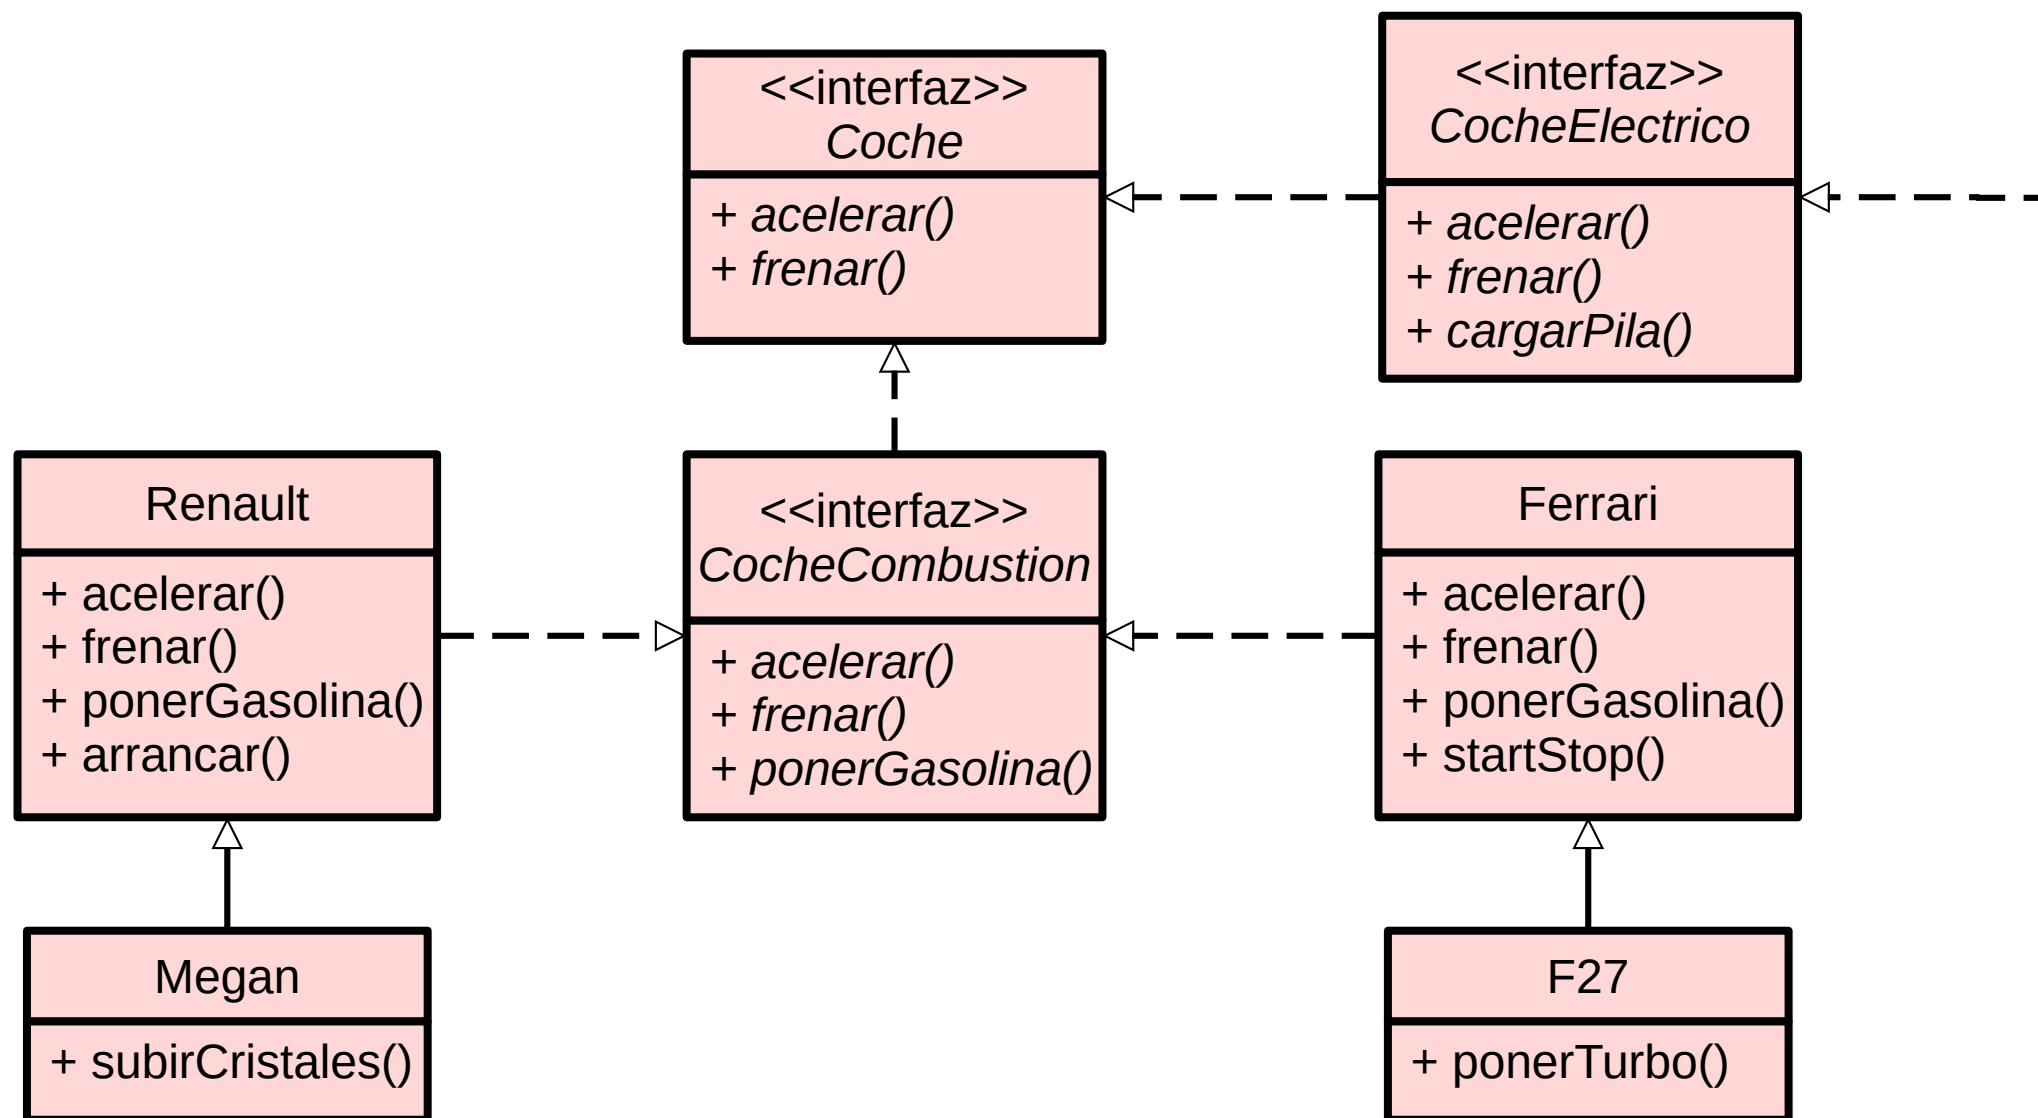 <<interfaz>>
Coche
+ acelerar()
+ frenar()
<<interfaz>>
CocheElectrico
+ acelerar()
+ frenar()
+ cargarPila()
Renault
+ acelerar()
+ frenar()
+ ponerGasolina()
+ arrancar()
<<interfaz>>
CocheCombustion
+ acelerar()
+ frenar()
+ ponerGasolina()
Ferrari
+ acelerar()
+ frenar()
+ ponerGasolina()
+ startStop()
Megan
+ subirCristales()
F27
+ ponerTurbo()